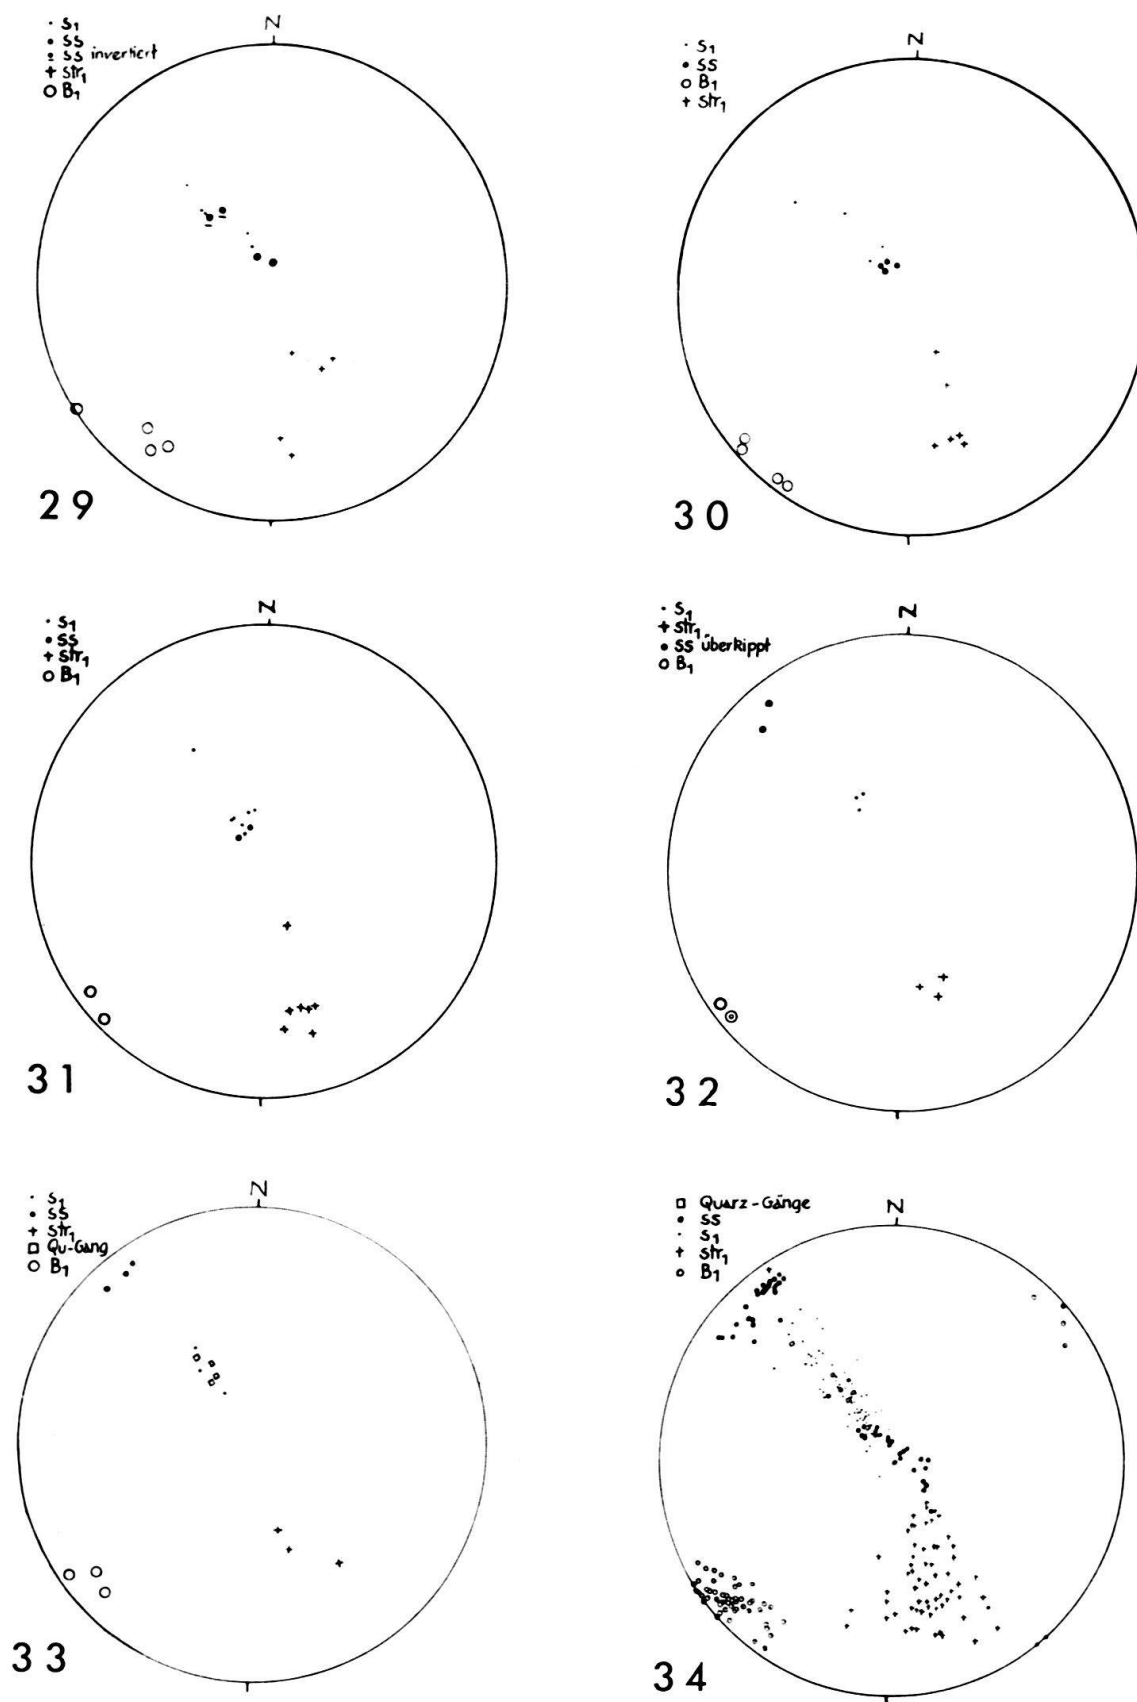 · S₁
• SS
• SS invertiert
+ Str₁
○ B₁
N
29
· S₁
• SS
○ B₁
+ Str₁
N
30
· S₁
• SS
+ Str₁
○ B₁
N
31
· S₁
+ Str₁
• SS überkippt
○ B₁
N
32
· S₁
• SS
+ Str₁
□ Qu-Gang
○ B₁
N
33
□ Quarz-Gänge
• SS
· S₁
+ Str₁
○ B₁
N
34